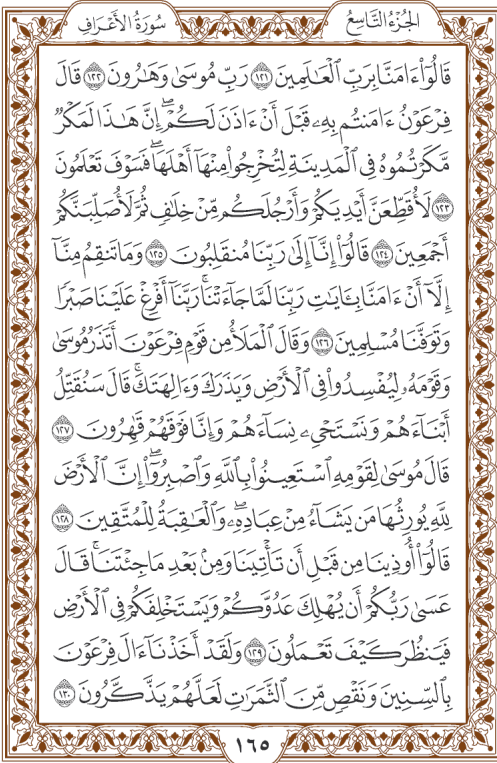 الجُزْءُ التَّاسِعُ
سُورَةُ الأَعْرَافِ
قَالُوٓا۟ ءَامَنَّا بِرَبِّ ٱلْعَٰلَمِينَ ١٢١ رَبِّ مُوسَىٰ وَهَٰرُونَ ١٢٢ قَالَ
فِرْعَوْنُ ءَامَنتُم بِهِۦ قَبْلَ أَنْ ءَاذَنَ لَكُمْۖ إِنَّ هَٰذَا لَمَكْرٌ
مَّكَرْتُمُوهُ فِى ٱلْمَدِينَةِ لِتُخْرِجُوا۟ مِنْهَآ أَهْلَهَاۖ فَسَوْفَ تَعْلَمُونَ
١٢٣ لَأُقَطِّعَنَّ أَيْدِيَكُمْ وَأَرْجُلَكُم مِّنْ خِلَٰفٍ ثُمَّ لَأُصَلِّبَنَّكُمْ
أَجْمَعِينَ ١٢٤ قَالُوٓا۟ إِنَّآ إِلَىٰ رَبِّنَا مُنقَلِبُونَ ١٢٥ وَمَا تَنقِمُ مِنَّآ
إِلَّآ أَنْ ءَامَنَّا بِـَٔايَٰتِ رَبِّنَا لَمَّا جَآءَتْنَاۚ رَبَّنَآ أَفْرِغْ عَلَيْنَا صَبْرًا
وَتَوَفَّنَا مُسْلِمِينَ ١٢٦ وَقَالَ ٱلْمَلَأُ مِن قَوْمِ فِرْعَوْنَ أَتَذَرُ مُوسَىٰ
وَقَوْمَهُۥ لِيُفْسِدُوا۟ فِى ٱلْأَرْضِ وَيَذَرَكَ وَءَالِهَتَكَۚ قَالَ سَنُقَتِّلُ
أَبْنَآءَهُمْ وَنَسْتَحْىِۦ نِسَآءَهُمْ وَإِنَّا فَوْقَهُمْ قَٰهِرُونَ ١٢٧
قَالَ مُوسَىٰ لِقَوْمِهِ ٱسْتَعِينُوا۟ بِٱللَّهِ وَٱصْبِرُوٓا۟ۖ إِنَّ ٱلْأَرْضَ
لِلَّهِ يُورِثُهَا مَن يَشَآءُ مِنْ عِبَادِهِۦۖ وَٱلْعَٰقِبَةُ لِلْمُتَّقِينَ ١٢٨
قَالُوٓا۟ أُوذِينَا مِن قَبْلِ أَن تَأْتِيَنَا وَمِنۢ بَعْدِ مَا جِئْتَنَاۚ قَالَ
عَسَىٰ رَبُّكُمْ أَن يُهْلِكَ عَدُوَّكُمْ وَيَسْتَخْلِفَكُمْ فِى ٱلْأَرْضِ
فَيَنظُرَ كَيْفَ تَعْمَلُونَ ١٢٩ وَلَقَدْ أَخَذْنَآ ءَالَ فِرْعَوْنَ
بِٱلسِّنِينَ وَنَقْصٍ مِّنَ ٱلثَّمَرَٰتِ لَعَلَّهُمْ يَذَّكَّرُونَ ١٣٠
١٦٥